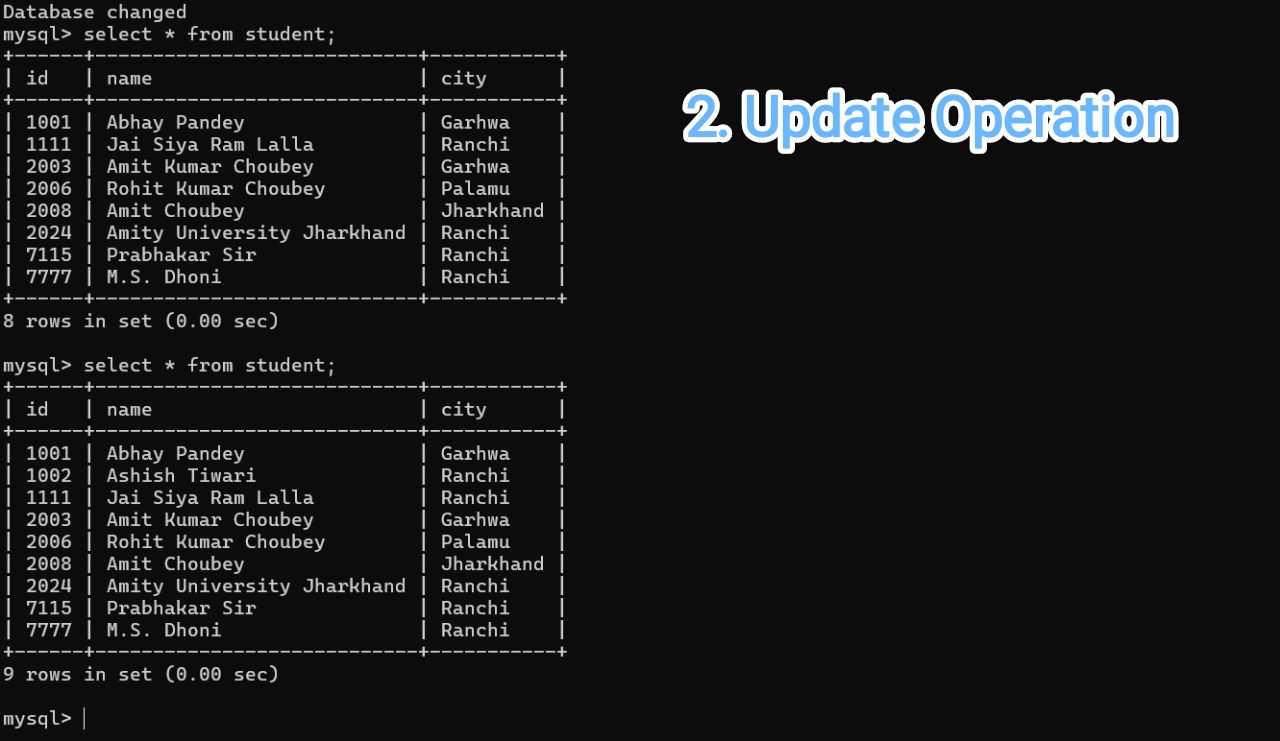 Database changed
mysql> select * from student;
+------+----------------------------+-----------+
| id   | name                       | city      |
+------+----------------------------+-----------+
| 1001 | Abhay Pandey               | Garhwa    |
| 1111 | Jai Siya Ram Lalla         | Ranchi    |
| 2003 | Amit Kumar Choubey         | Garhwa    |
| 2006 | Rohit Kumar Choubey        | Palamu    |
| 2008 | Amit Choubey               | Jharkhand |
| 2024 | Amity University Jharkhand | Ranchi    |
| 7115 | Prabhakar Sir              | Ranchi    |
| 7777 | M.S. Dhoni                 | Ranchi    |
+------+----------------------------+-----------+
8 rows in set (0.00 sec)
mysql> select * from student;
+------+----------------------------+-----------+
| id   | name                       | city      |
+------+----------------------------+-----------+
| 1001 | Abhay Pandey               | Garhwa    |
| 1002 | Ashish Tiwari              | Ranchi    |
| 1111 | Jai Siya Ram Lalla         | Ranchi    |
| 2003 | Amit Kumar Choubey         | Garhwa    |
| 2006 | Rohit Kumar Choubey        | Palamu    |
| 2008 | Amit Choubey               | Jharkhand |
| 2024 | Amity University Jharkhand | Ranchi    |
| 7115 | Prabhakar Sir              | Ranchi    |
| 7777 | M.S. Dhoni                 | Ranchi    |
+------+----------------------------+-----------+
9 rows in set (0.00 sec)
mysql>
2. Update Operation